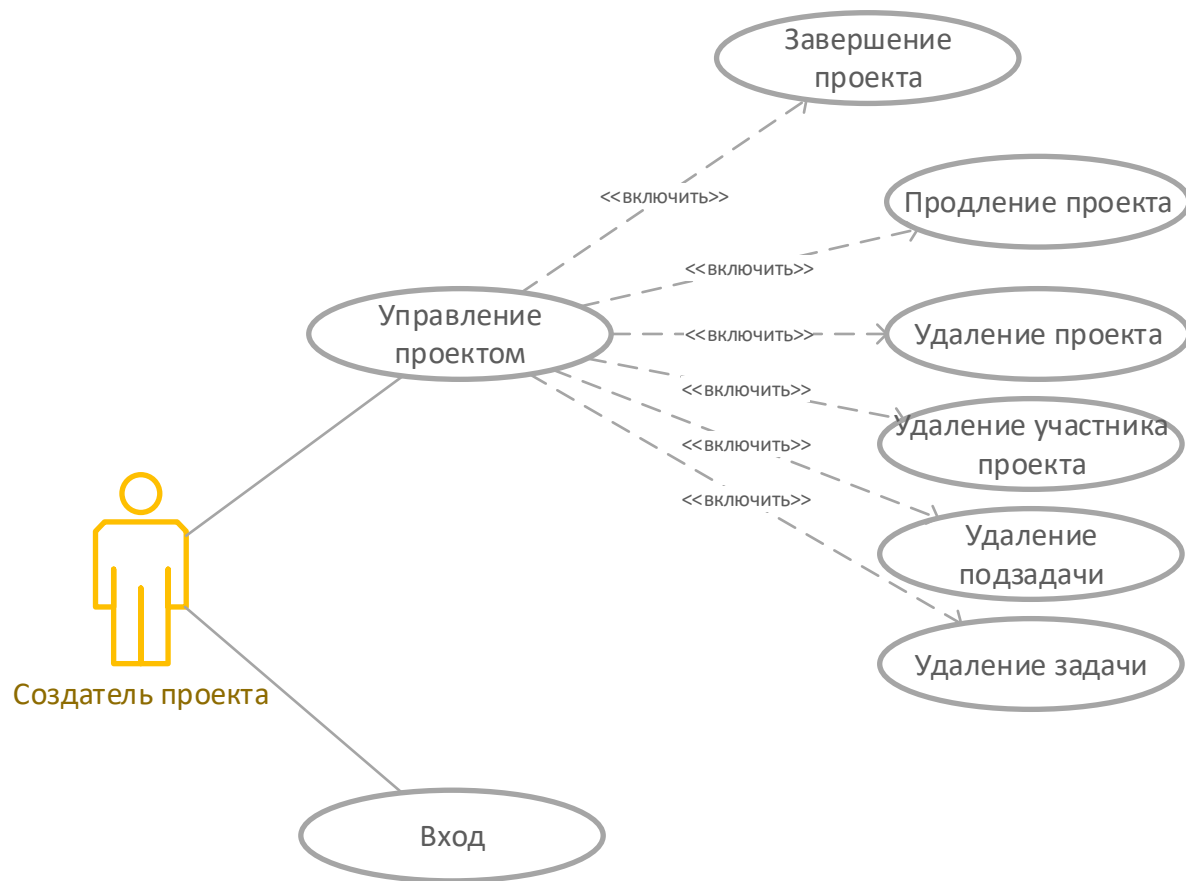 Завершение
проекта
<<включить>>
Продление проекта
<<включить>>
Управление
проектом
<<включить>>
Удаление проекта
<<включить>>
Удаление участника
проекта
<<включить>>
Удаление
подзадачи
<<включить>>
Удаление задачи
Создатель проекта
Вход